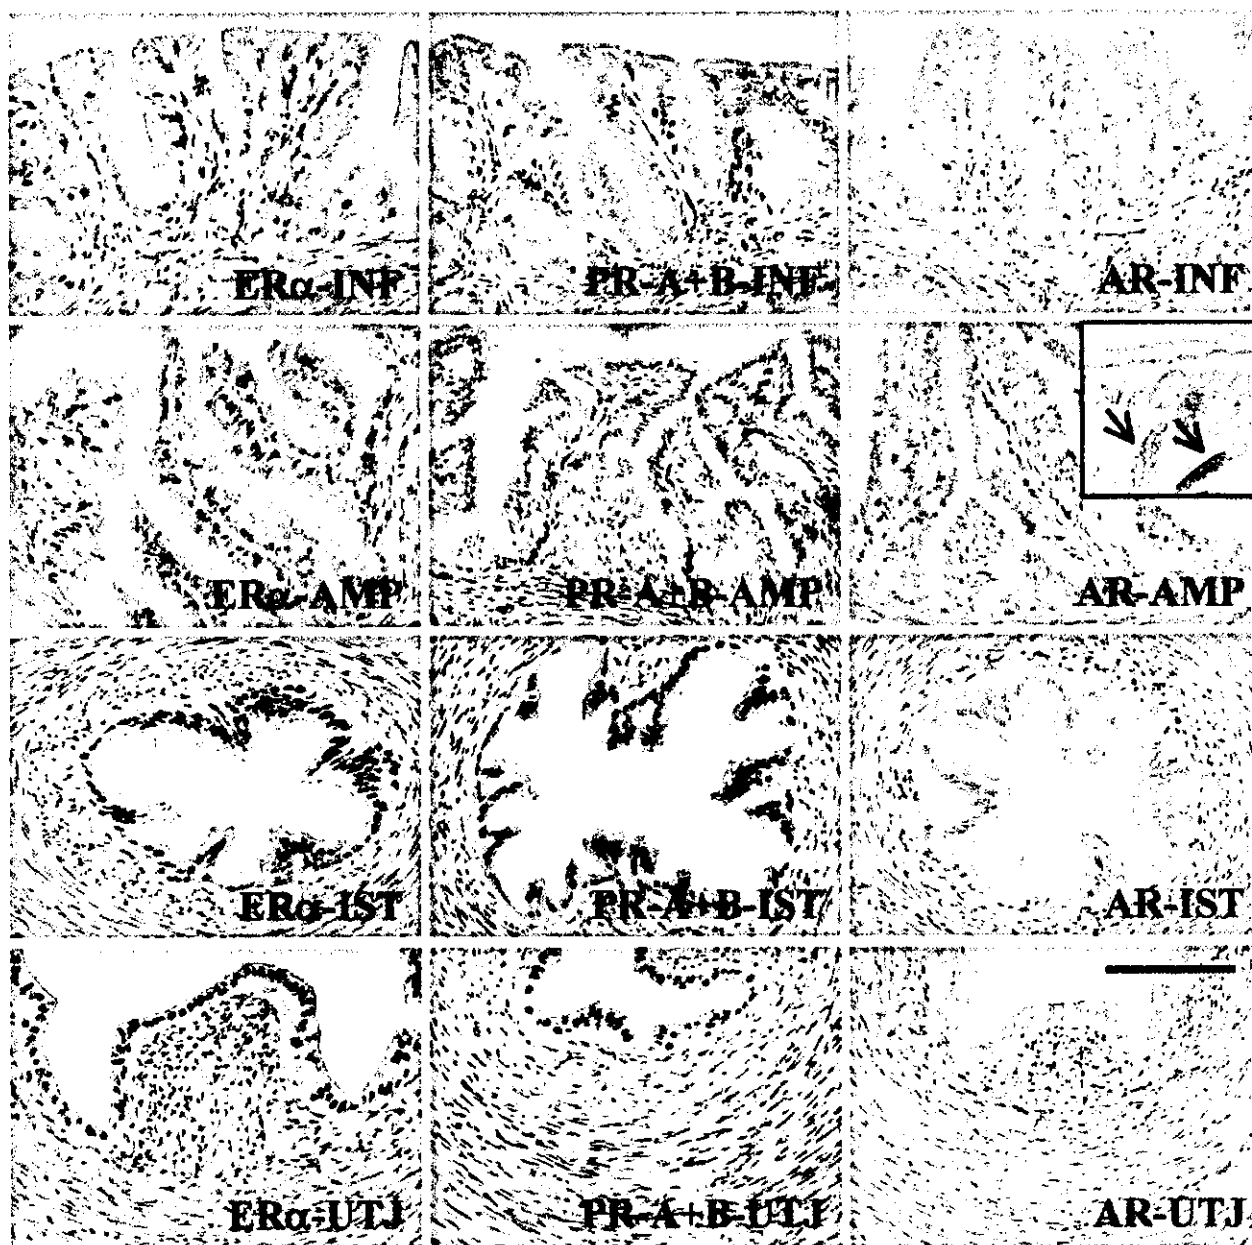 ERα-INF
PR-A+B-INF
AR-INF
ERα-AMP
PR-A+B-AMP
AR-AMP
ERα-IST
PR-A+B-IST
AR-IST
ERα-UTJ
PR-A+B-UTJ
AR-UTJ